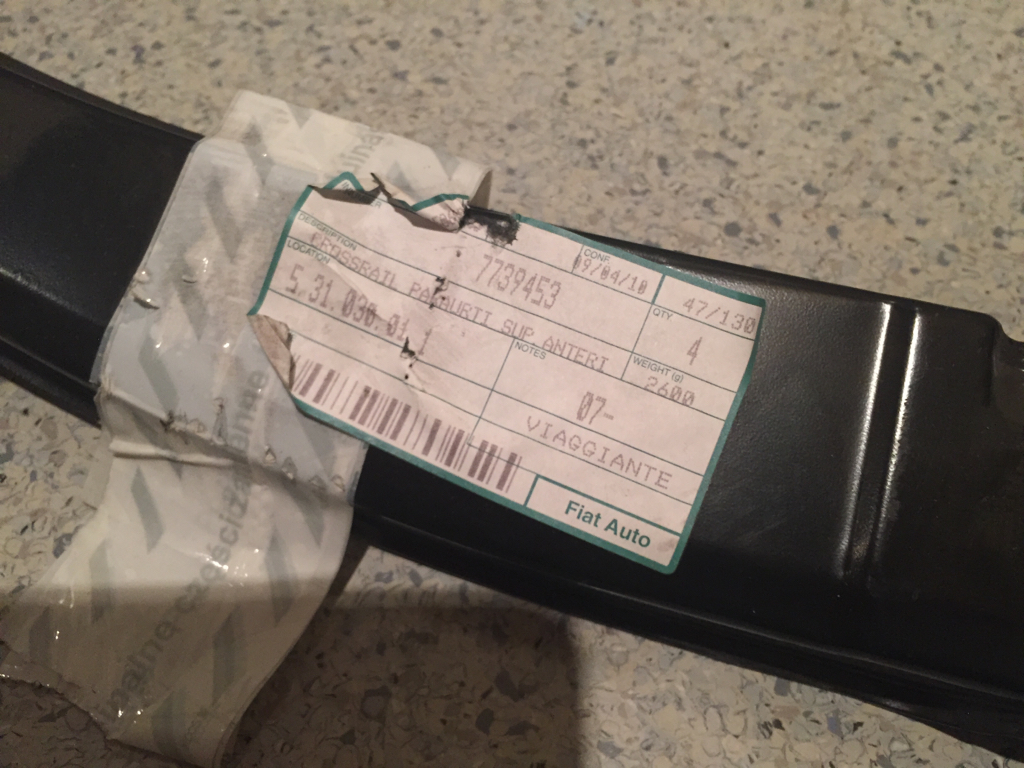 CONF.
09/04/10
47/130
7739453
QTY
4
DESCRIPTION
CROSSRAIL PARAURTI SUP.ANTERI
WEIGHT (g)
2600
LOCATION
5.31.030.01.1
NOTES
07-
VIAGGIANTE
Fiat Auto